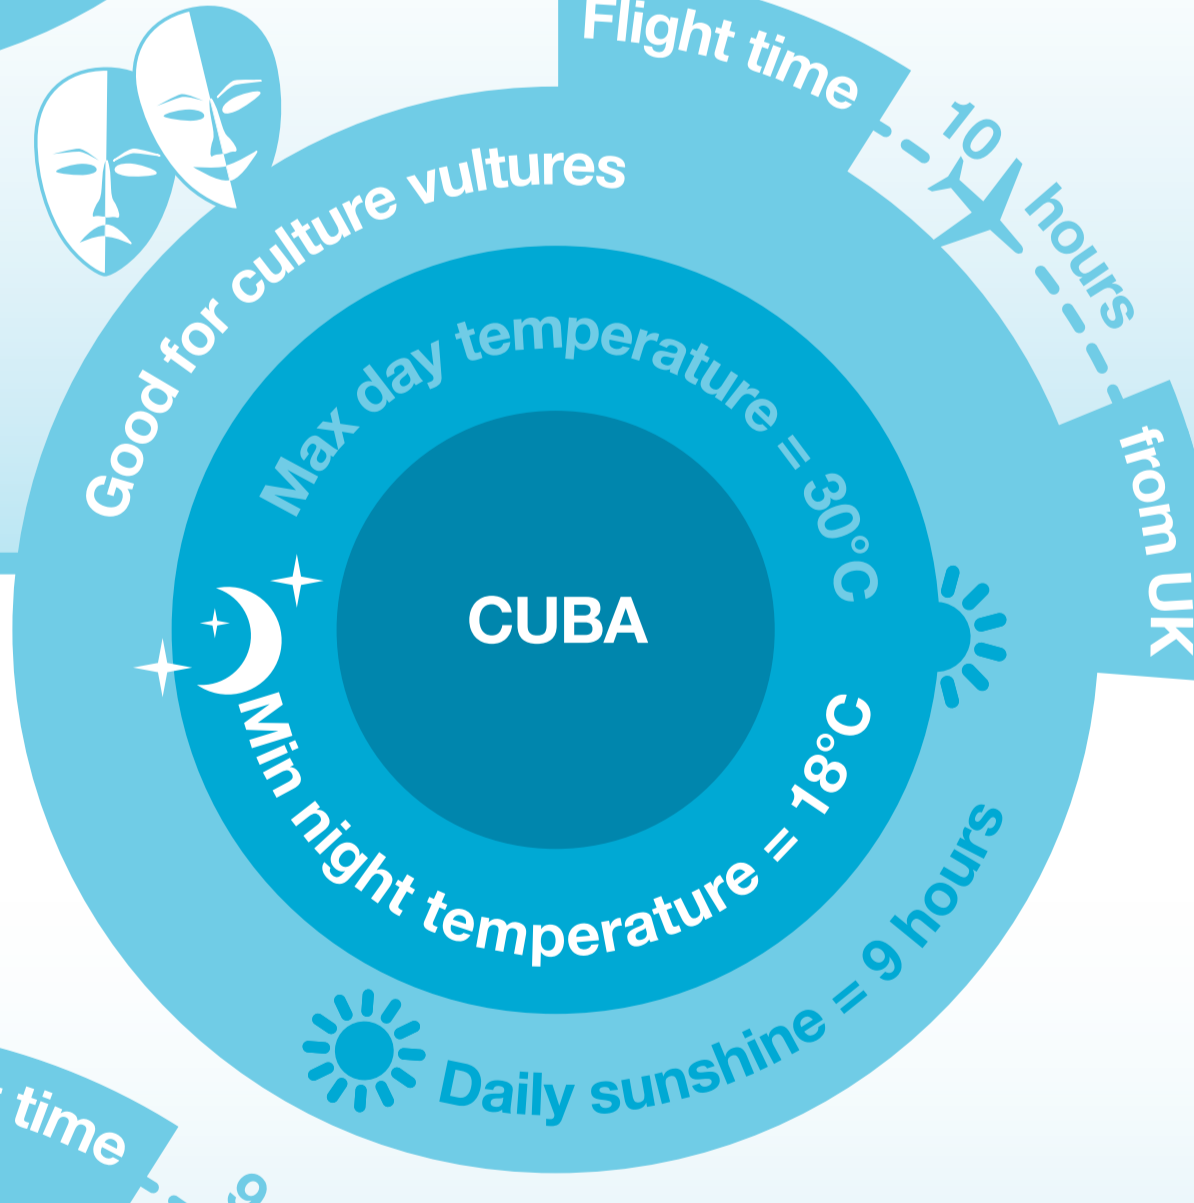 Flight time
10 hours
from UK
Good for culture vultures
Max day temperature = 30°C
CUBA
Min night temperature = 18°C
Daily sunshine = 9 hours
time
9